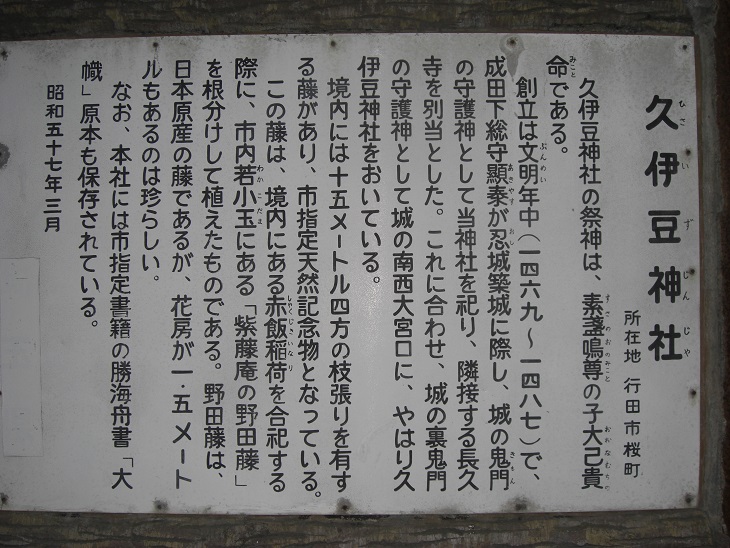 久伊豆神社
所在地 行田市桜町
久伊豆神社の祭神は、素盞嗚尊の子大己貴
命である。
創立は文明年中（一四六九～一四八七）で、
成田下総守顕泰が忍城築城に際し、城の鬼門
の守護神として当神社を祀り、隣接する長久
寺を別当とした。これに合わせ、城の裏鬼門
の守護神として城の南西大宮口に、やはり久
伊豆神社をおいている。
境内には十五メートル四方の枝張りを有す
る藤があり、市指定天然記念物となっている。
この藤は、境内にある赤飯稲荷を合祀する
際に、市内若小玉にある「紫藤庵の野田藤」
を根分けして植えたものである。野田藤は、
日本原産の藤であるが、花房が一・五メート
ルもあるのは珍らしい。
なお、本社には市指定書籍の勝海舟書「大
幟」原本も保存されている。
昭和五十七年三月